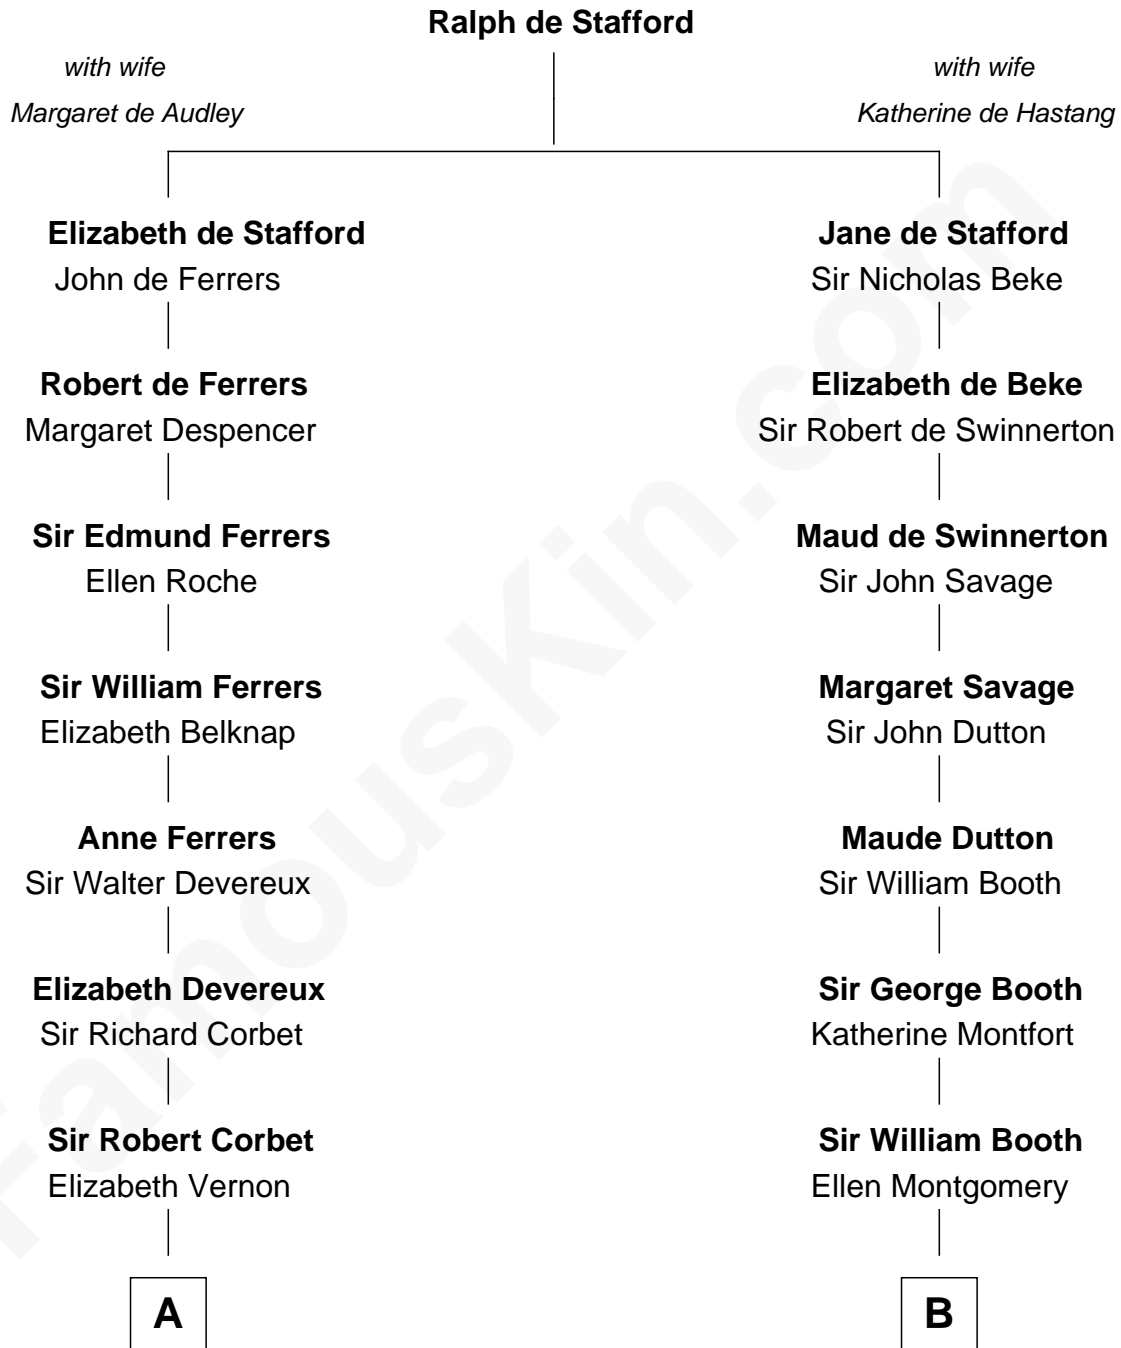 Ralph de Stafford
with wife
Margaret de Audley
with wife
Katherine de Hastang
Elizabeth de Stafford
John de Ferrers
Jane de Stafford
Sir Nicholas Beke
Robert de Ferrers
Margaret Despencer
Elizabeth de Beke
Sir Robert de Swinnerton
Sir Edmund Ferrers
Ellen Roche
Maud de Swinnerton
Sir John Savage
Sir William Ferrers
Elizabeth Belknap
Margaret Savage
Sir John Dutton
Anne Ferrers
Sir Walter Devereux
Maude Dutton
Sir William Booth
Elizabeth Devereux
Sir Richard Corbet
Sir George Booth
Katherine Montfort
Sir Robert Corbet
Elizabeth Vernon
Sir William Booth
Ellen Montgomery
A
B
FamousKin.com